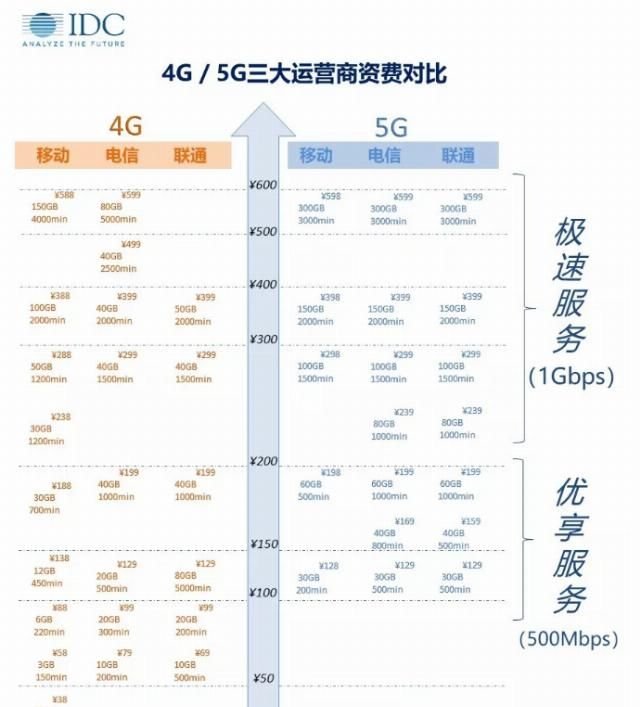 IDC
ANALYZE THE FUTURE
4G / 5G三大运营商资费对比
4G
5G
移动 电信 联通
移动 电信 联通
¥600
¥588 ¥599
150GB 80GB
4000min 5000min
¥598 ¥599 ¥599
300GB 300GB 300GB
3000min 3000min 3000min
¥500
¥499
40GB
2500min
¥400
¥388 ¥399 ¥399
100GB 40GB 50GB
2000min 2000min 2000min
¥398 ¥399 ¥399
150GB 150GB 150GB
2000min 2000min 2000min
¥300
¥288 ¥299 ¥299
50GB 40GB 40GB
1200min 1500min 1500min
¥298 ¥299 ¥299
100GB 100GB 100GB
1500min 1500min 1500min
¥238
30GB
1200min
¥239 ¥239
80GB 80GB
1000min 1000min
极速服务
(1Gbps)
¥200
¥188
30GB
700min
¥199 ¥199
40GB 40GB
1000min 1000min
¥198 ¥199 ¥199
60GB 60GB 60GB
500min 1000min 1000min
¥169 ¥159
40GB 40GB
800min 500min
¥150
¥138 ¥129 ¥129
12GB 20GB 80GB
450min 500min 500min
¥128 ¥129 ¥129
30GB 30GB 30GB
200min 500min 500min
¥100
优享服务
(500Mbps)
¥88 ¥99 ¥99
6GB 20GB 20GB
220min 300min 200min
¥58 ¥79 ¥69
3GB 10GB 10GB
150min 200min 500min
¥50
¥38